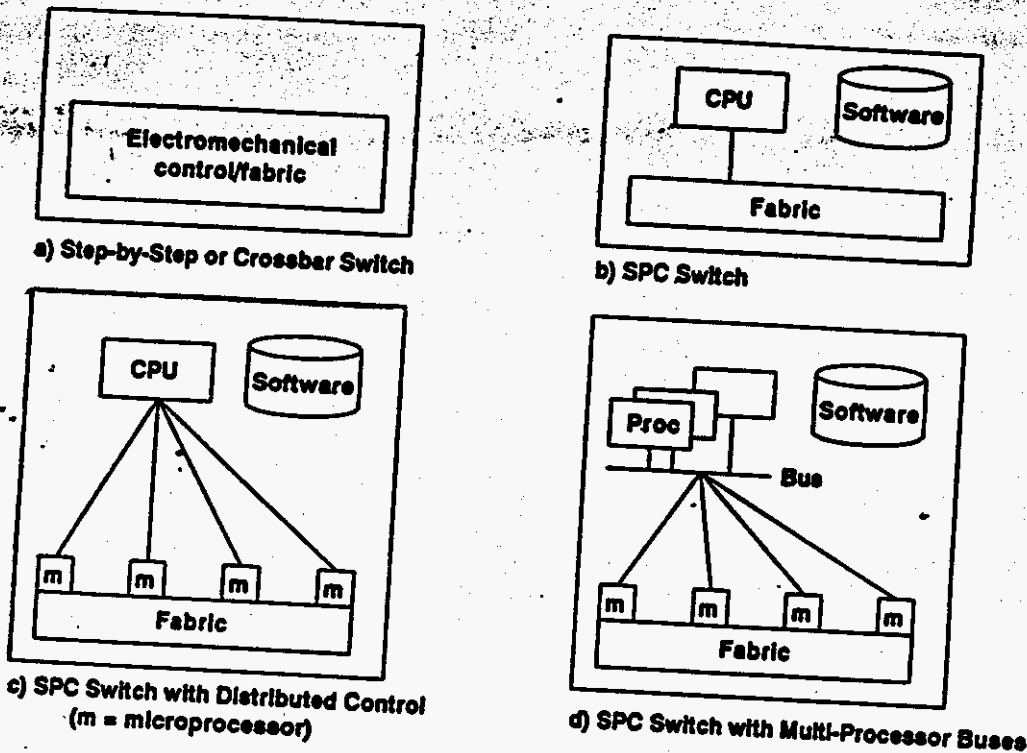 Electromechanical
control/fabric
a) Step-by-Step or Crossbar Switch
CPU
Software
Fabric
b) SPC Switch
CPU
Software
m
m
m
m
Fabric
c) SPC Switch with Distributed Control
(m = microprocessor)
Proc
Software
Bus
m
m
m
m
Fabric
d) SPC Switch with Multi-Processor Buses